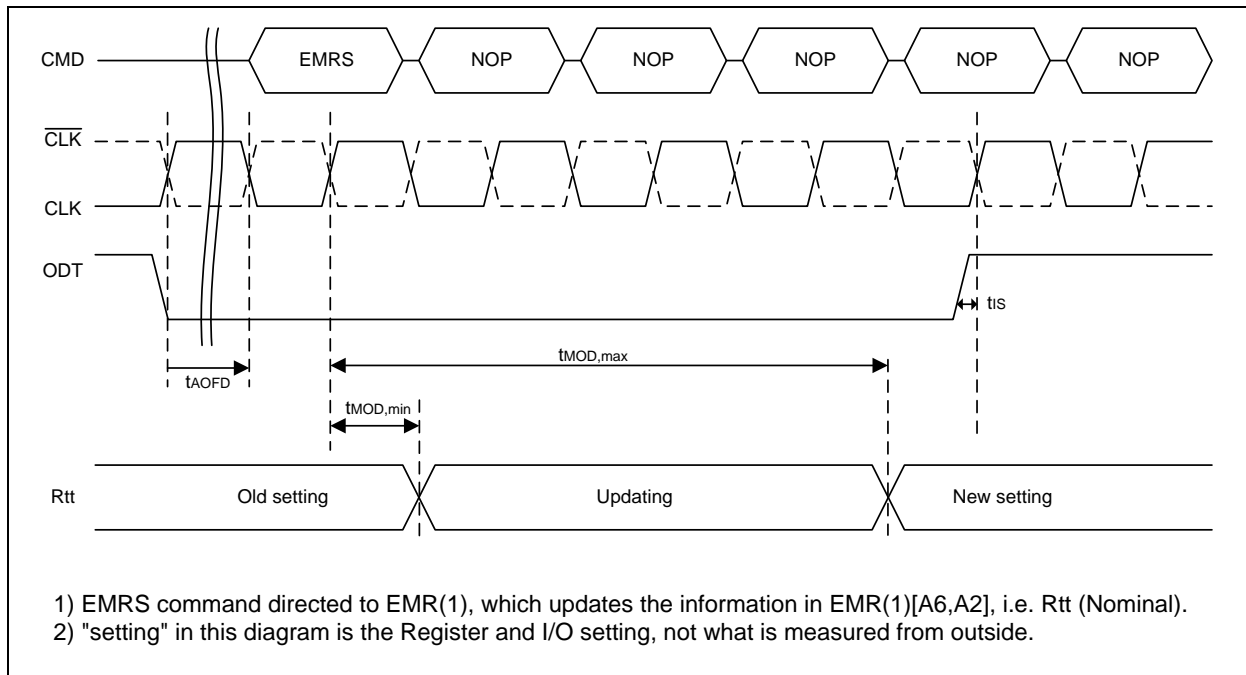 CMD EMRS NOP NOP NOP NOP NOP
CLK
CLK
ODT
tIS
tMOD,max
tAOFD
tMOD,min
Rtt Old setting Updating New setting
1) EMRS command directed to EMR(1), which updates the information in EMR(1)[A6,A2], i.e. Rtt (Nominal).
2) "setting" in this diagram is the Register and I/O setting, not what is measured from outside.